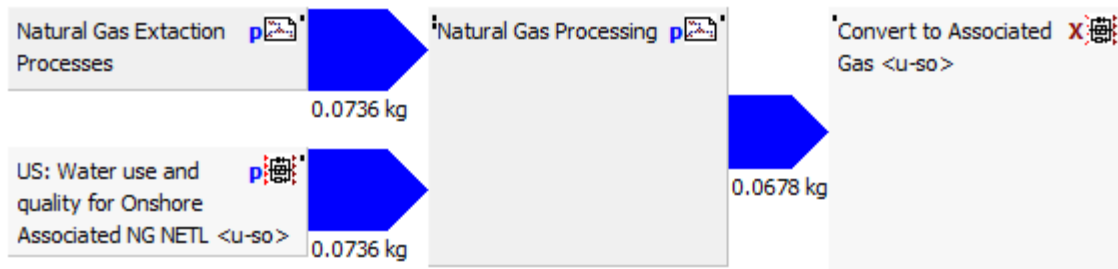 Natural Gas Extaction p
Processes
0.0736 kg
US: Water use and p
quality for Onshore
Associated NG NETL <u-so>
0.0736 kg
Natural Gas Processing p
0.0678 kg
Convert to Associated X
Gas <u-so>